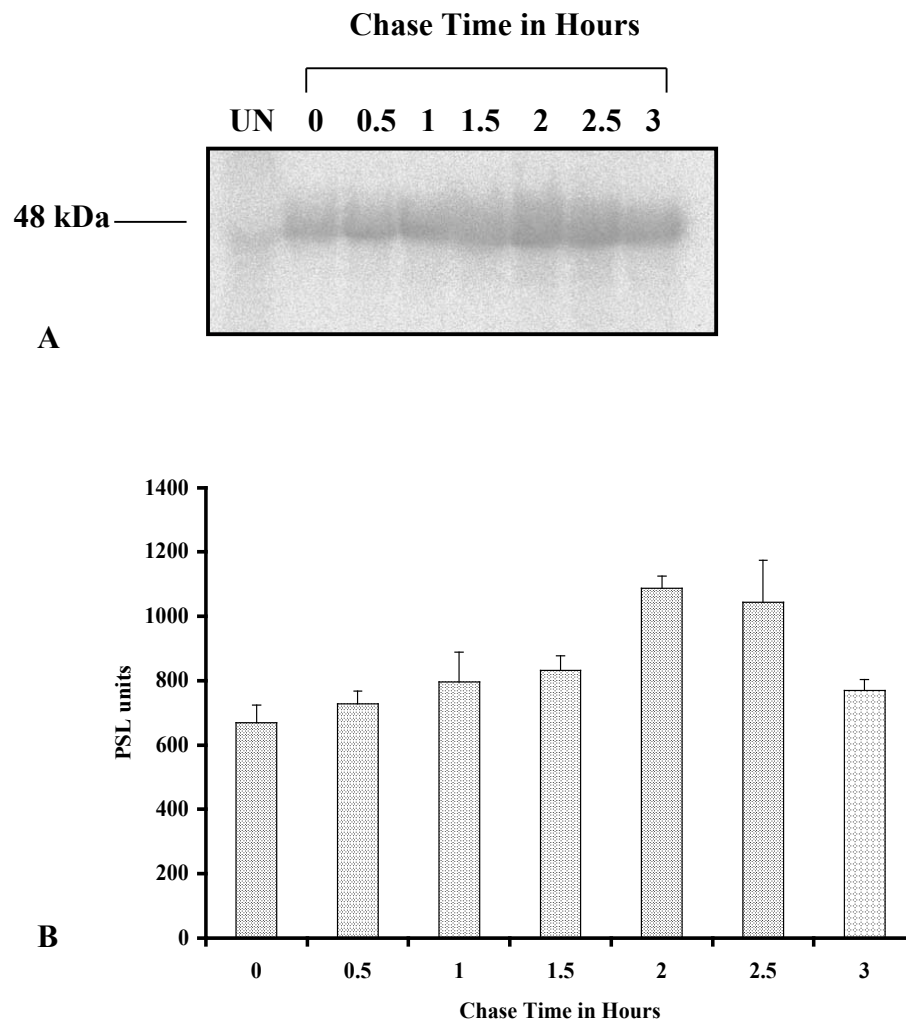 Chase Time in Hours
UN 0 0.5 1 1.5 2 2.5 3
48 kDa
A
1400
1200
1000
800
600
400
200
0
PSL units
0 0.5 1 1.5 2 2.5 3
Chase Time in Hours
B